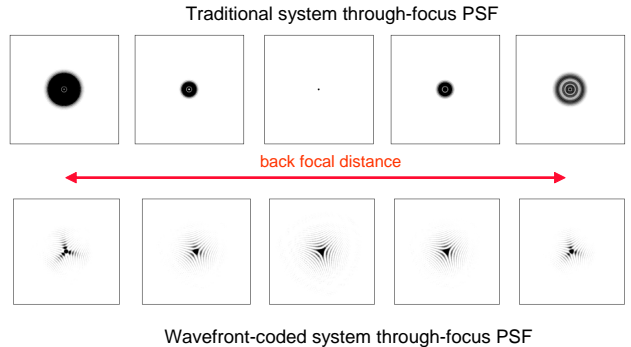 Traditional system through-focus PSF
back focal distance
Wavefront-coded system through-focus PSF